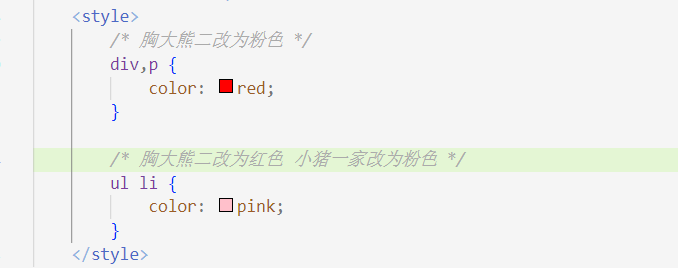 <style>
/* 胸大熊二改为粉色 */
div,p {
color: red;
}
/* 胸大熊二改为红色 小猪一家改为粉色 */
ul li {
color: pink;
}
</style>